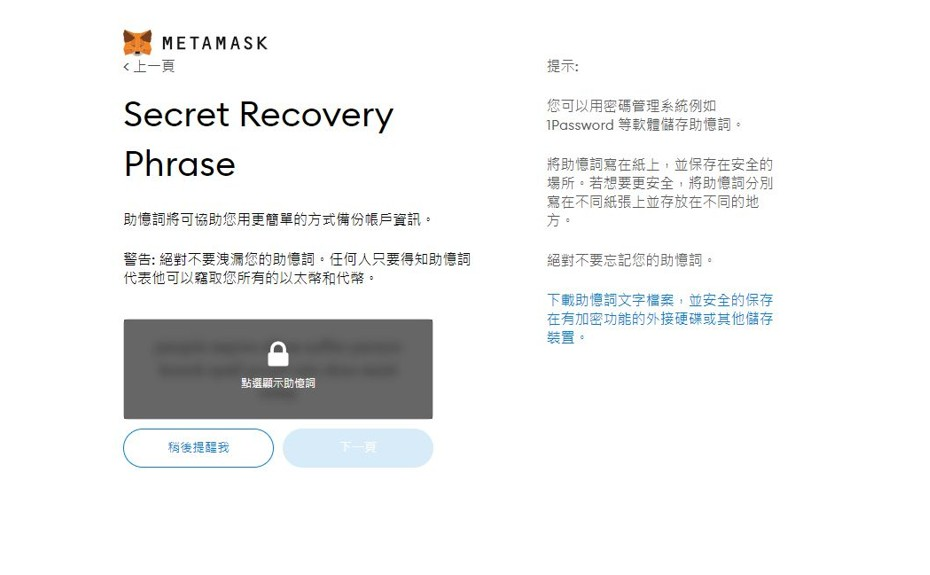 METAMASK
< 上一頁
Secret Recovery
Phrase
助憶詞將可協助您用更簡單的方式備份帳戶資訊。
警告: 絕對不要洩漏您的助憶詞。任何人只要得知助憶詞
代表他可以竊取您所有的以太幣和代幣。
點選顯示助憶詞
稍後提醒我
下一頁
提示:
您可以用密碼管理系統例如
1Password 等軟體儲存助憶詞。
將助憶詞寫在紙上，並保存在安全的
場所。若想要更安全，將助憶詞分別
寫在不同紙張上並存放在不同的地
方。
絕對不要忘記您的助憶詞。
下載助憶詞文字檔案，並安全的保存
在有加密功能的外接硬碟或其他儲存
裝置。